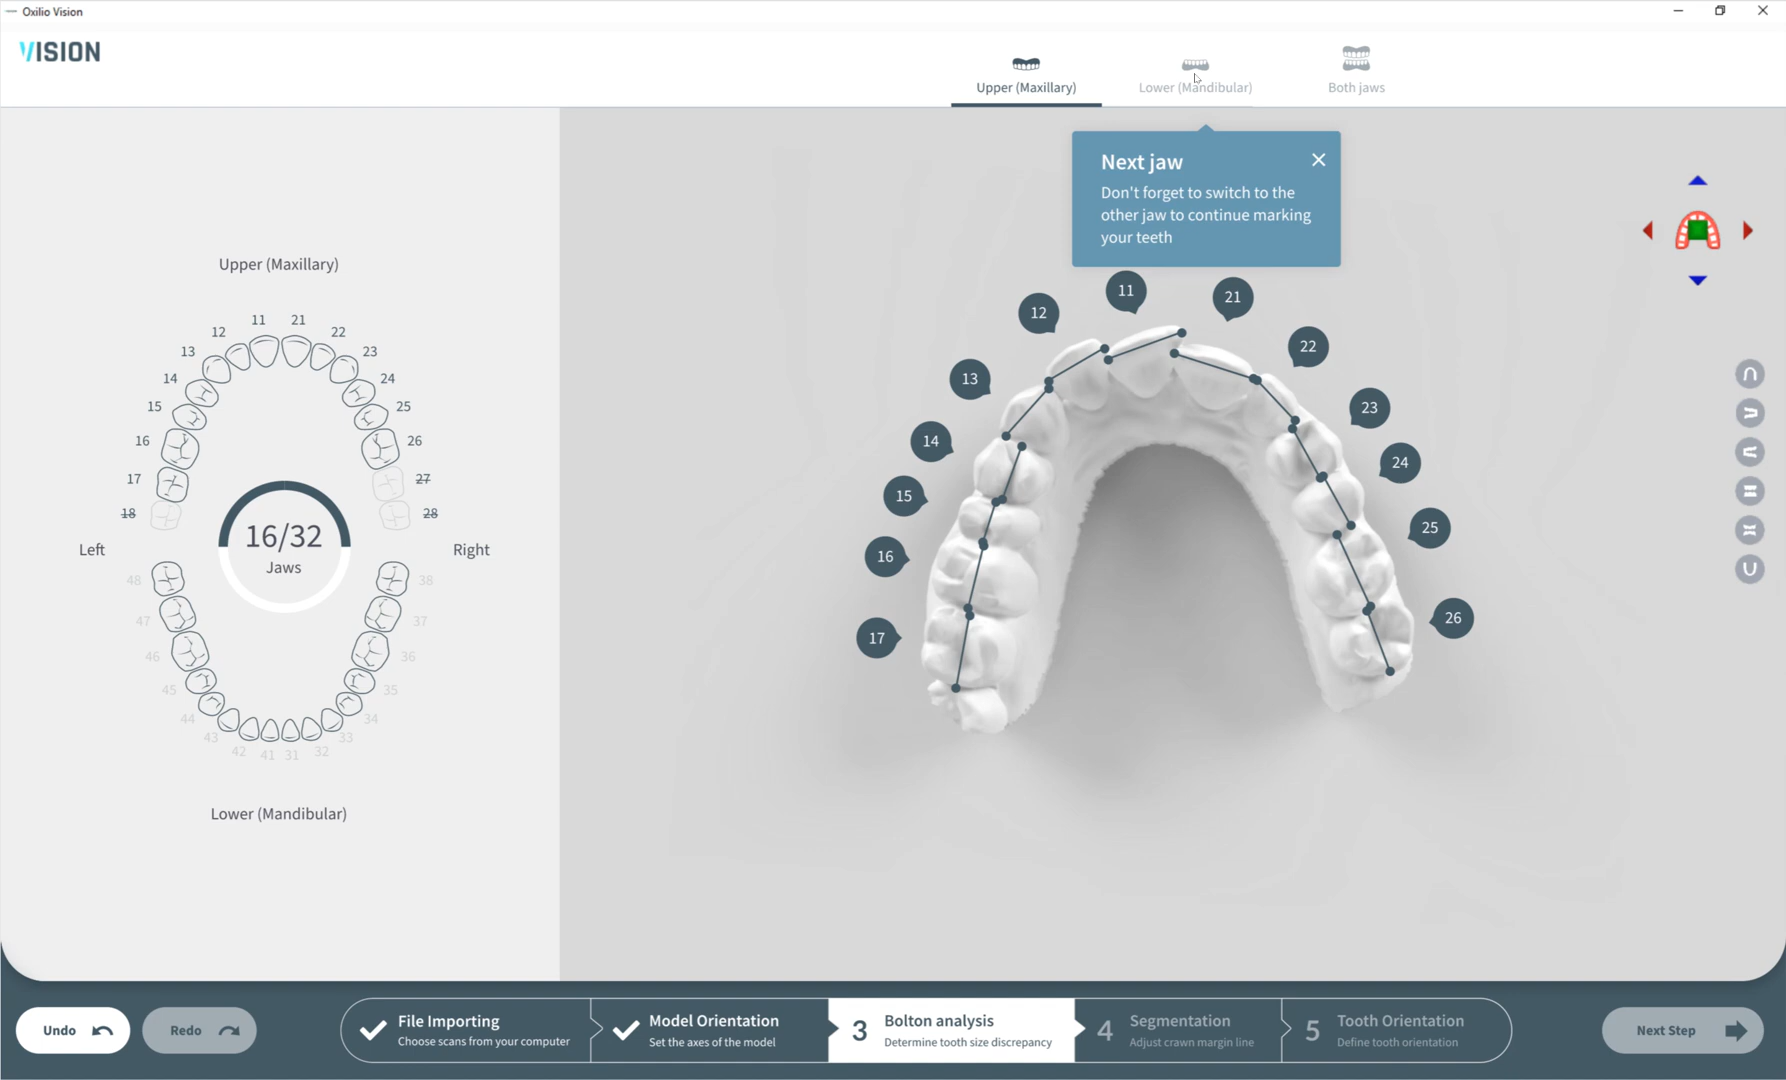 Oxilio Vision
VISION
Upper (Maxillary)
Lower (Mandibular)
Both jaws
Next jaw
Don't forget to switch to the
other jaw to continue marking
your teeth
Upper (Maxillary)
11 21
12 22
13 23
14 24
15 25
16 26
17 27
18 28
16/32
Jaws
Left
Right
48 38
47 37
46 36
45 35
44 34
43 33
42 41 31 32
Lower (Mandibular)
11
21
12
22
13
23
14
24
15
25
16
26
17
Undo
Redo
File Importing
Choose scans from your computer
Model Orientation
Set the axes of the model
3
Bolton analysis
Determine tooth size discrepancy
4
Segmentation
Adjust crawn margin line
5
Tooth Orientation
Define tooth orientation
Next Step